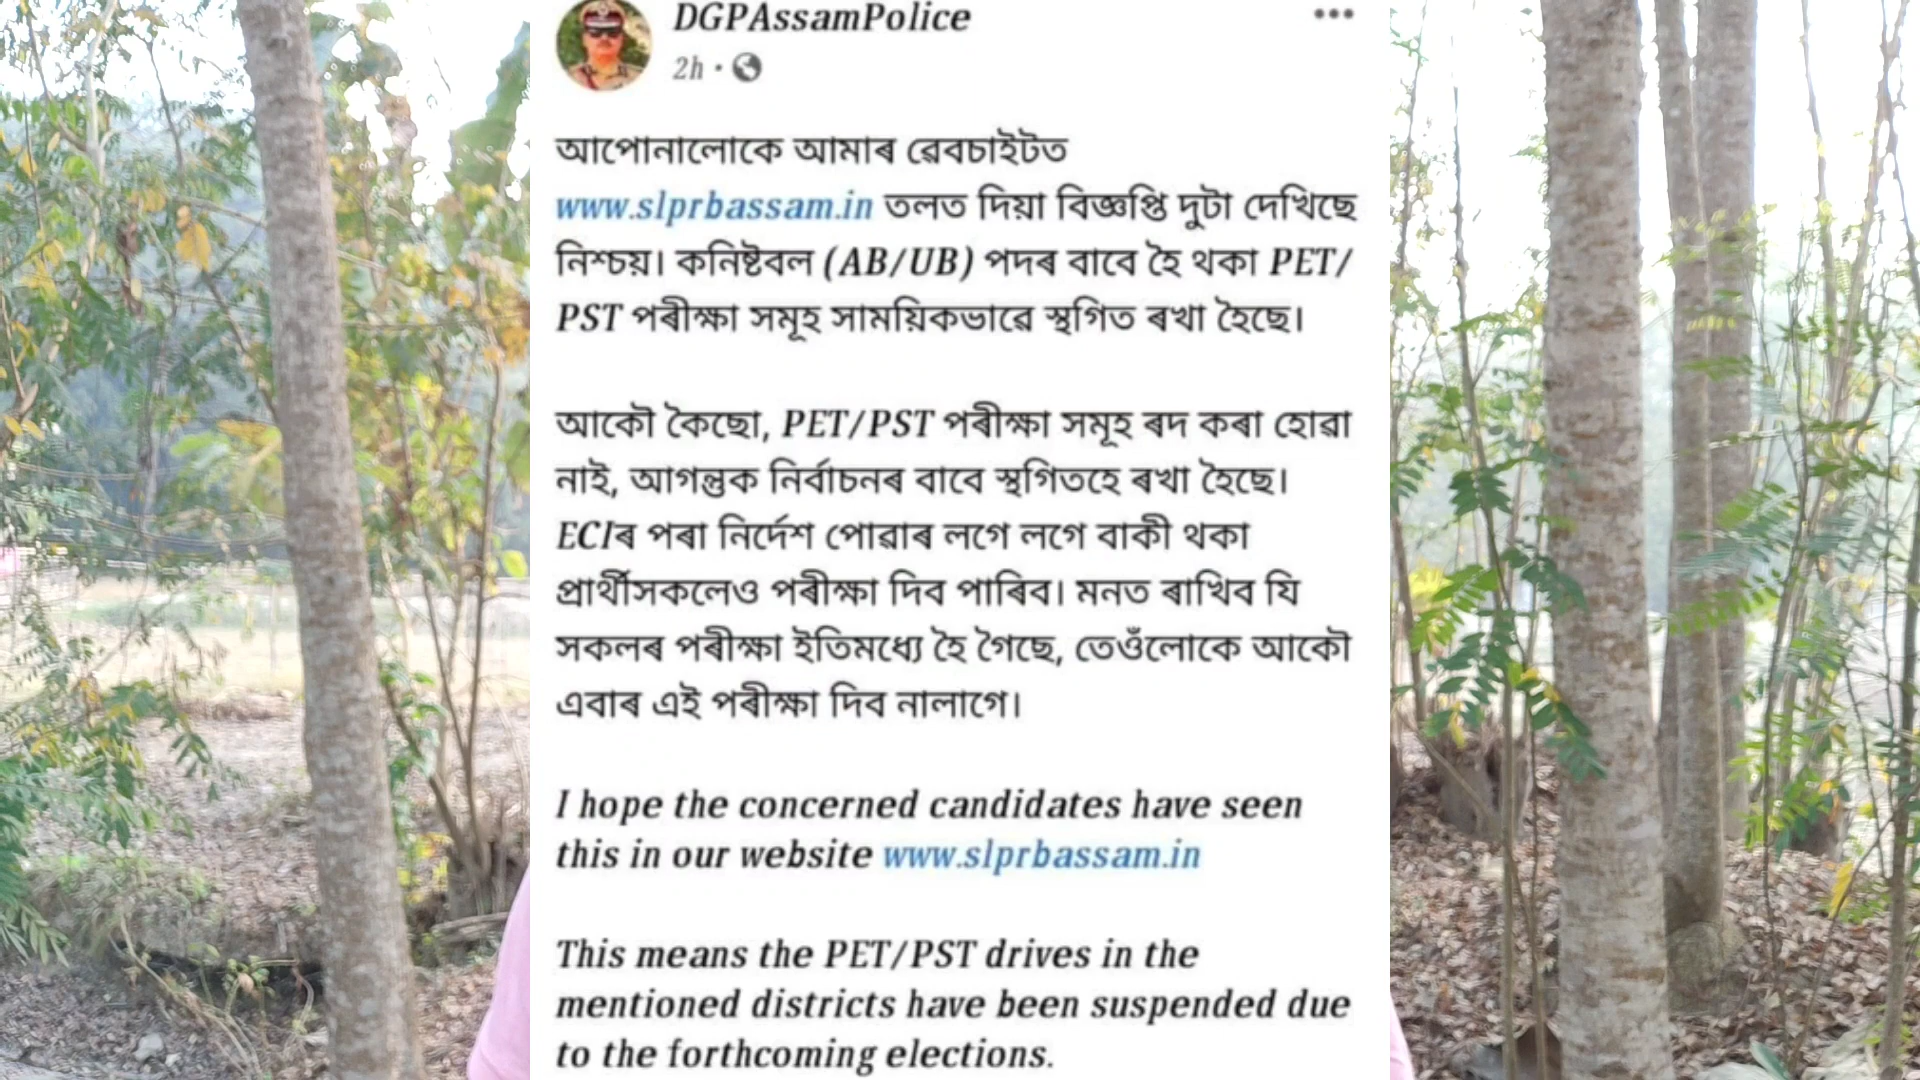 DGPAssamPolice
2h
আপোনালোকে আমাৰ ৱেবচাইটত
www.slprbassam.in তলত দিয়া বিজ্ঞপ্তি দুটা দেখিছে
নিশ্চয়। কনিষ্টবল (AB/UB) পদৰ বাবে হৈ থকা PET/
PST পৰীক্ষা সমূহ সাময়িকভাৱে স্থগিত ৰখা হৈছে।
আকৌ কৈছো, PET/PST পৰীক্ষা সমূহ ৰদ কৰা হোৱা
নাই, আগন্তুক নিৰ্বাচনৰ বাবে স্থগিতহে ৰখা হৈছে।
ECIৰ পৰা নিৰ্দেশ পোৱাৰ লগে লগে বাকী থকা
প্ৰাৰ্থীসকলেও পৰীক্ষা দিব পাৰিব। মনত ৰাখিব যি
সকলৰ পৰীক্ষা ইতিমধ্যে হৈ গৈছে, তেওঁলোকে আকৌ
এবাৰ এই পৰীক্ষা দিব নালাগে।
I hope the concerned candidates have seen
this in our website www.slprbassam.in
This means the PET/PST drives in the
mentioned districts have been suspended due
to the forthcoming elections.